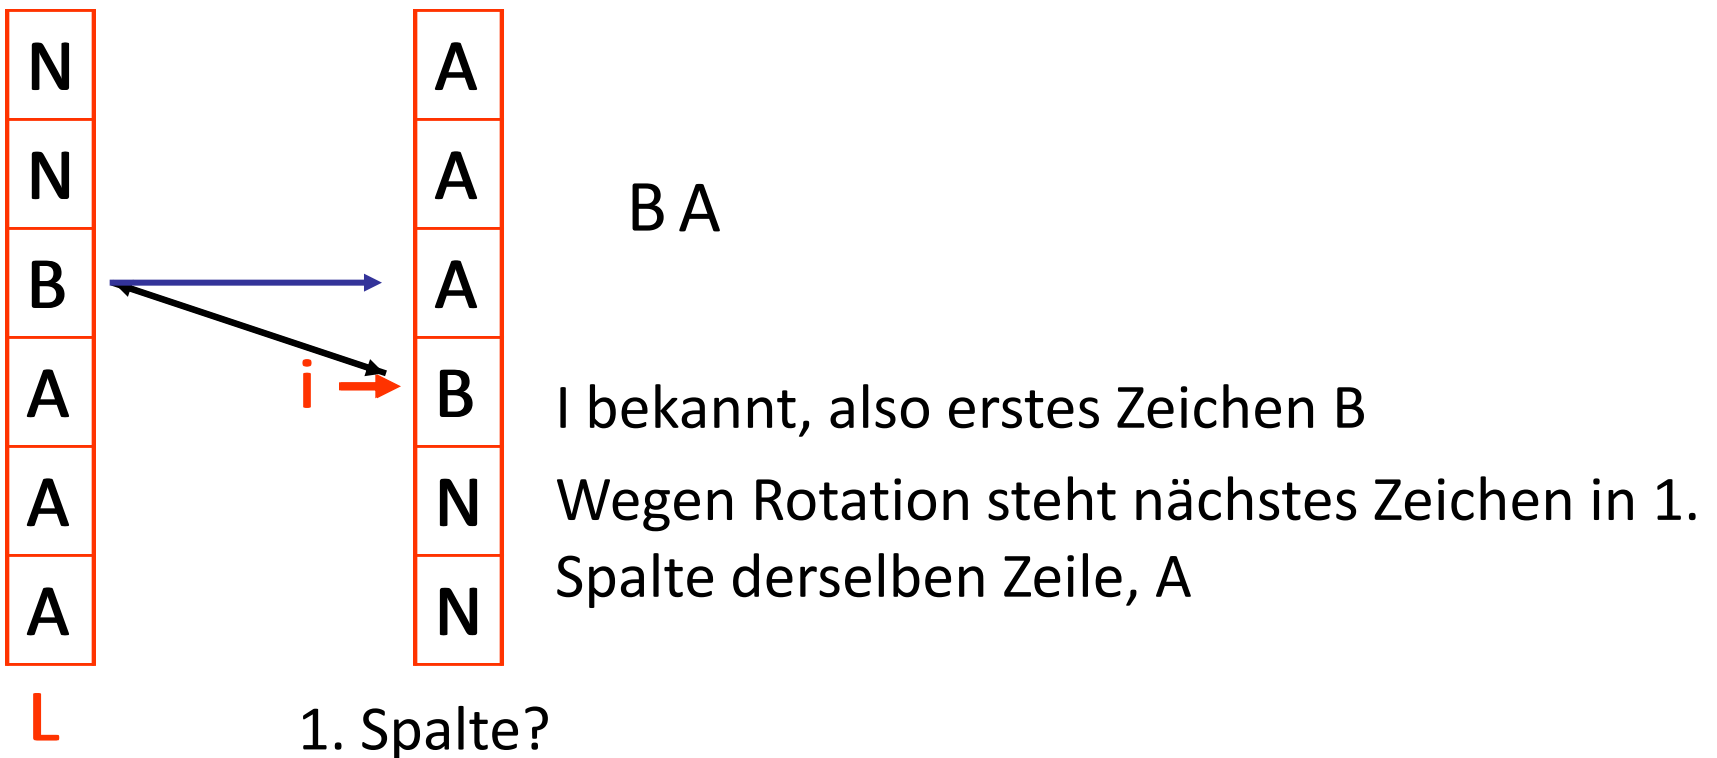 N A
N A
B A
B A
i
A B
A N
A N
I bekannt, also erstes Zeichen B
Wegen Rotation steht nächstes Zeichen in 1.
Spalte derselben Zeile, A
L
1. Spalte?